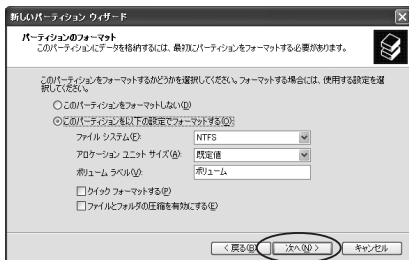 新しいパーティション ウィザード
パーティションのフォーマット
このパーティションにデータを格納するには、最初にパーティションをフォーマットする必要があります。
このパーティションをフォーマットするかどうかを選択してください。フォーマットする場合には、使用する設定を選
択してください。
このパーティションをフォーマットしない(D)
このパーティションを以下の設定でフォーマットする(O):
ファイル システム(F): NTFS
アロケーション ユニット サイズ(A): 既定値
ボリューム ラベル(V): ボリューム
クイック フォーマットする(P)
ファイルとフォルダの圧縮を有効にする(E)
< 戻る(B) 次へ(N) > キャンセル